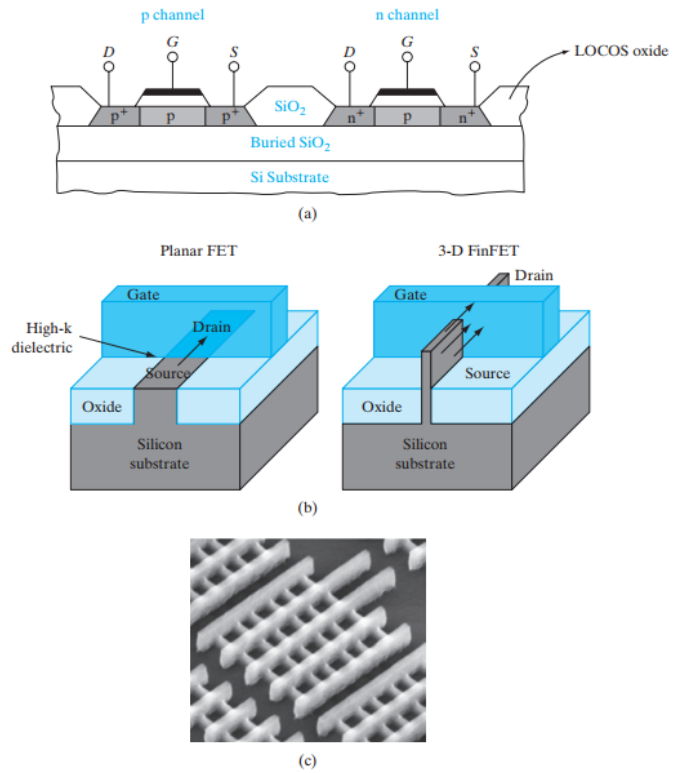 p channel
n channel
D G S D G S
LOCOS oxide
p+ p p+ SiO2 n+ p n+
Buried SiO2
Si Substrate
(a)
Planar FET
3-D FinFET
Drain
Gate
Gate
High-k
dielectric
Drain
Source
Source
Oxide
Oxide
Silicon
substrate
Silicon
substrate
(b)
(c)